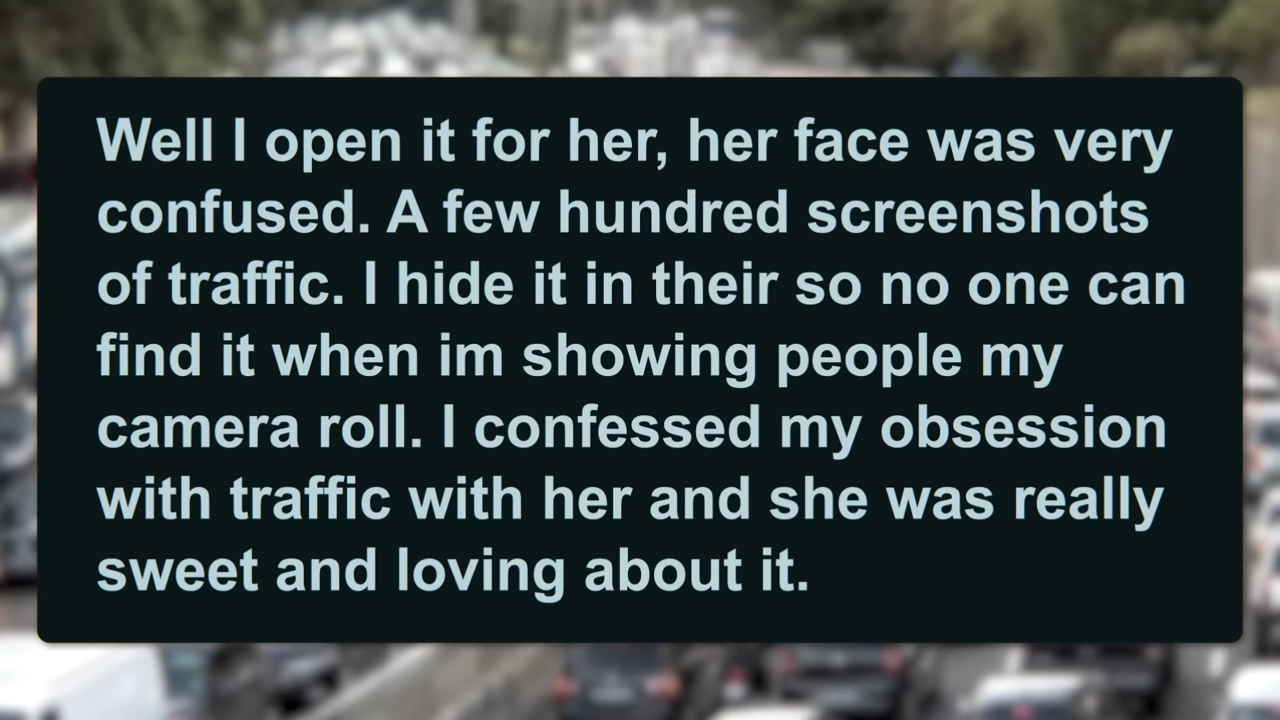 Well I open it for her, her face was very
confused. A few hundred screenshots
of traffic. I hide it in their so no one can
find it when im showing people my
camera roll. I confessed my obsession
with traffic with her and she was really
sweet and loving about it.